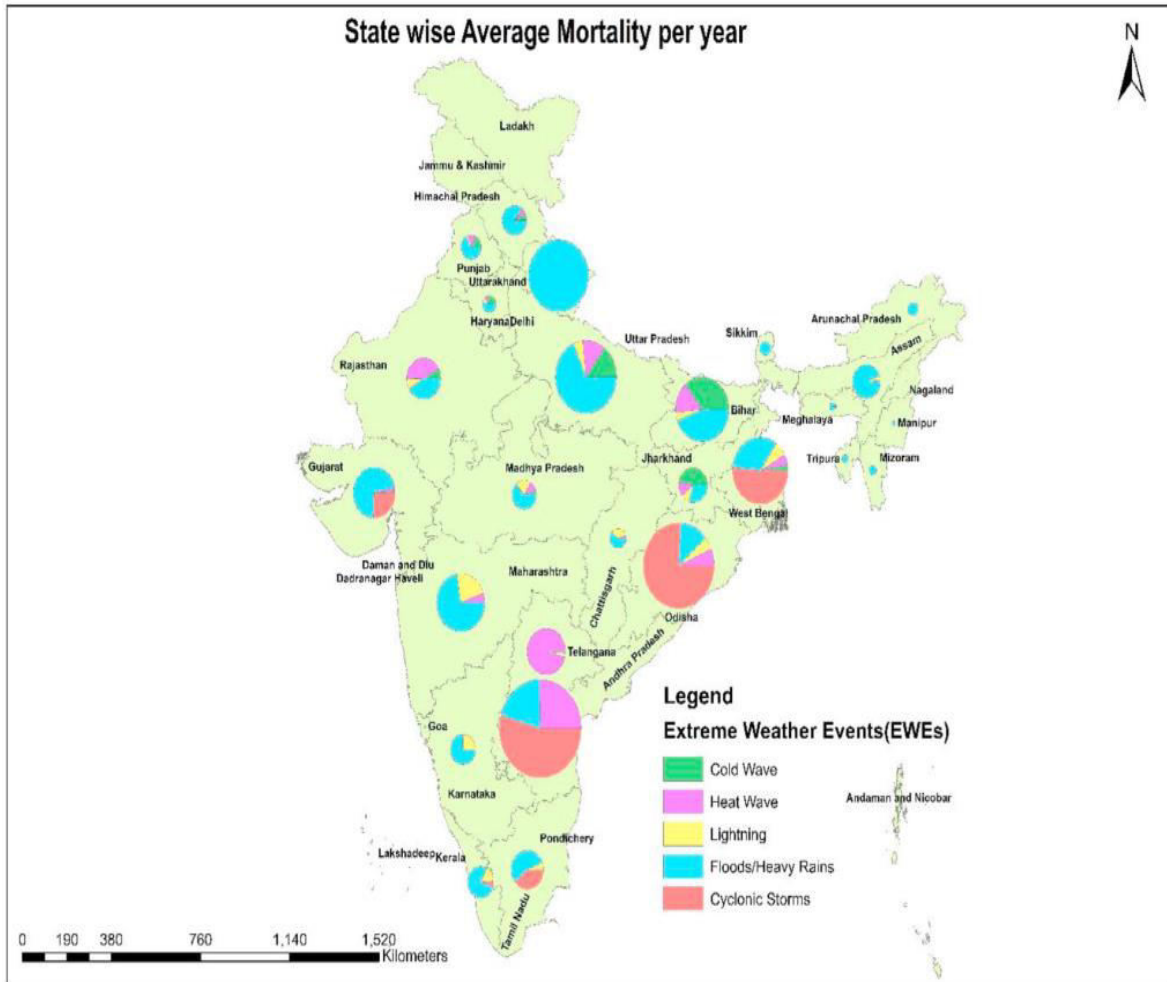 State wise Average Mortality per year
N
Ladakh
Jammu & Kashmir
Himachal Pradesh
Punjab
Uttarakhand
HaryanaDelhi
Uttar Pradesh
Sikkim
Arunachal Pradesh
Assam
Rajasthan
Nagaland
Bihar
Meghalaya
Manipur
Tripura
Mizoram
Gujarat
Madhya Pradesh
Jharkhand
West Bengal
Daman and Diu
Dadranagar Haveli
Maharashtra
Chattisgarh
Odisha
Telangana
Andhra Pradesh
Goa
Karnataka
Pondichery
Lakshadeep
Kerala
Tamil Nadu
Andaman and Nicobar
Legend
Extreme Weather Events(EWEs)
Cold Wave
Heat Wave
Lightning
Floods/Heavy Rains
Cyclonic Storms
0 190 380 760 1,140 1,520
Kilometers